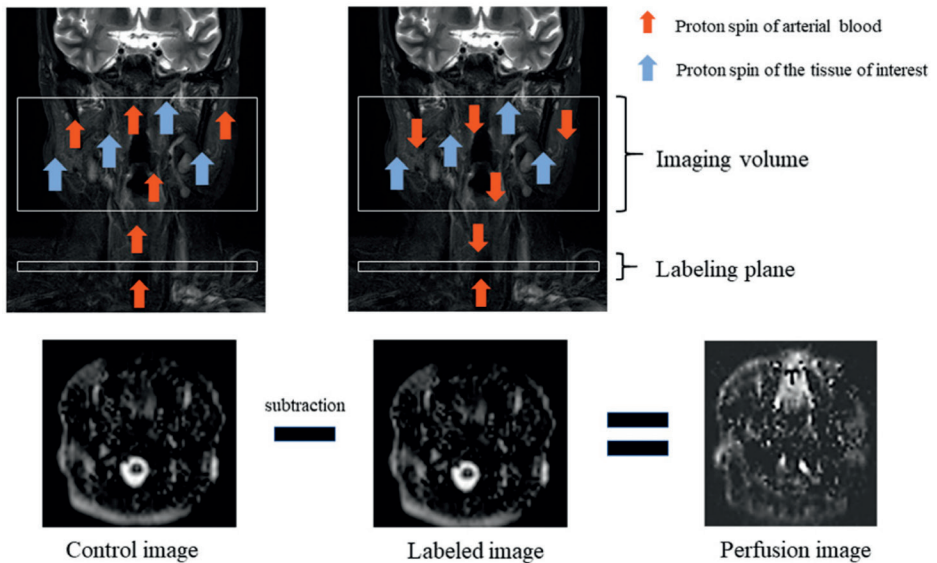 Proton spin of arterial blood
Proton spin of the tissue of interest
Imaging volume
Labeling plane
subtraction
Control image
Labeled image
Perfusion image